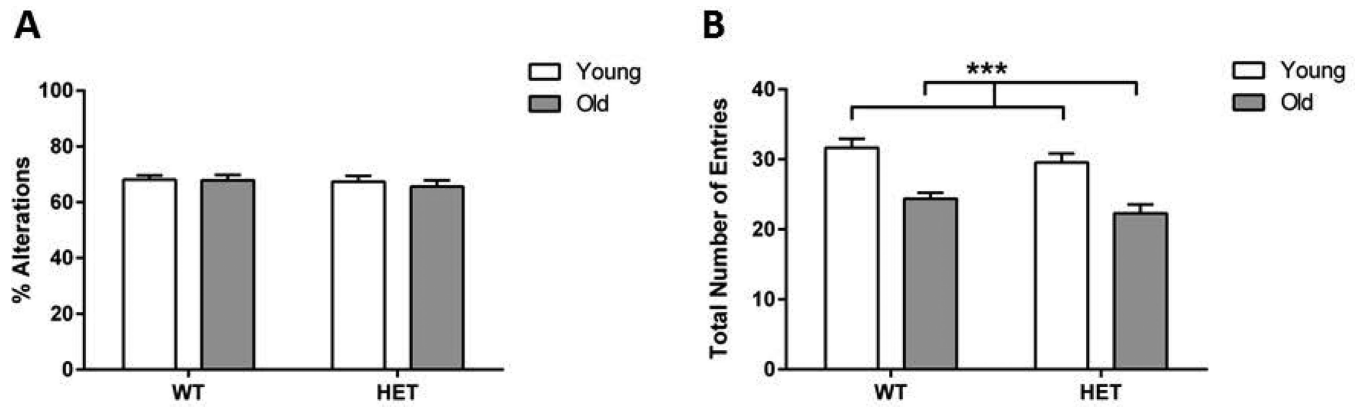 A
% Alterations
100
80
60
40
20
0
WT
HET
Young
Old
B
Total Number of Entries
40
30
20
10
0
***
WT
HET
Young
Old